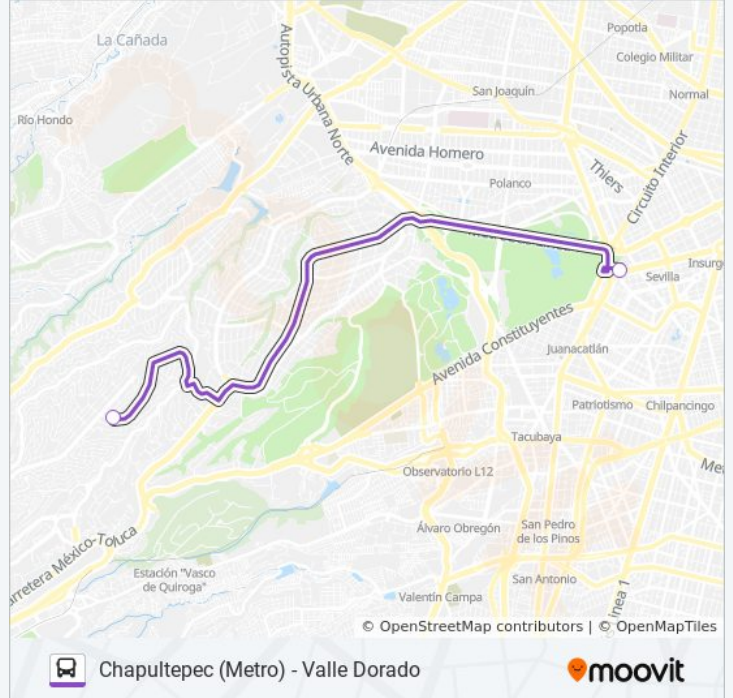 Popotla
La Cañada
Colegio Militar
Autopista Urbana Norte
San Joaquín
Normal
Río Hondo
Avenida Homero
Circuito Interior
Thiers
Polanco
Insurg
Sevilla
Avenida Constituyentes
Juanacatlán
Patriotismo
Chilpancingo
Tacubaya
Me
Observatorio L12
Álvaro Obregón
San Pedro
de los Pinos
arretera México-Toluca
Estación "Vasco
de Quiroga"
San Antonio
Valentín Campa
inea 1
© OpenStreetMap contributors | © OpenMapTiles
Chapultepec (Metro) - Valle Dorado
moovit